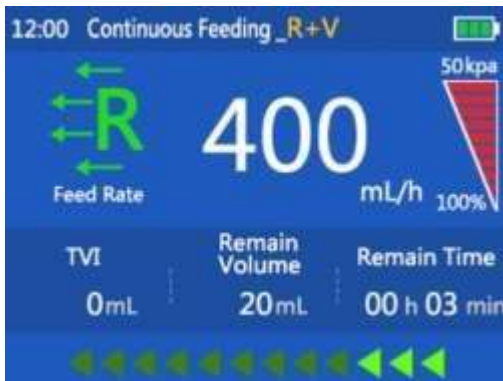 12:00 Continuous Feeding_R+V
50kpa
R
400
mL/h
100%
Feed Rate
TVI
Remain
Volume
Remain Time
0mL
20mL
00 h 03 min